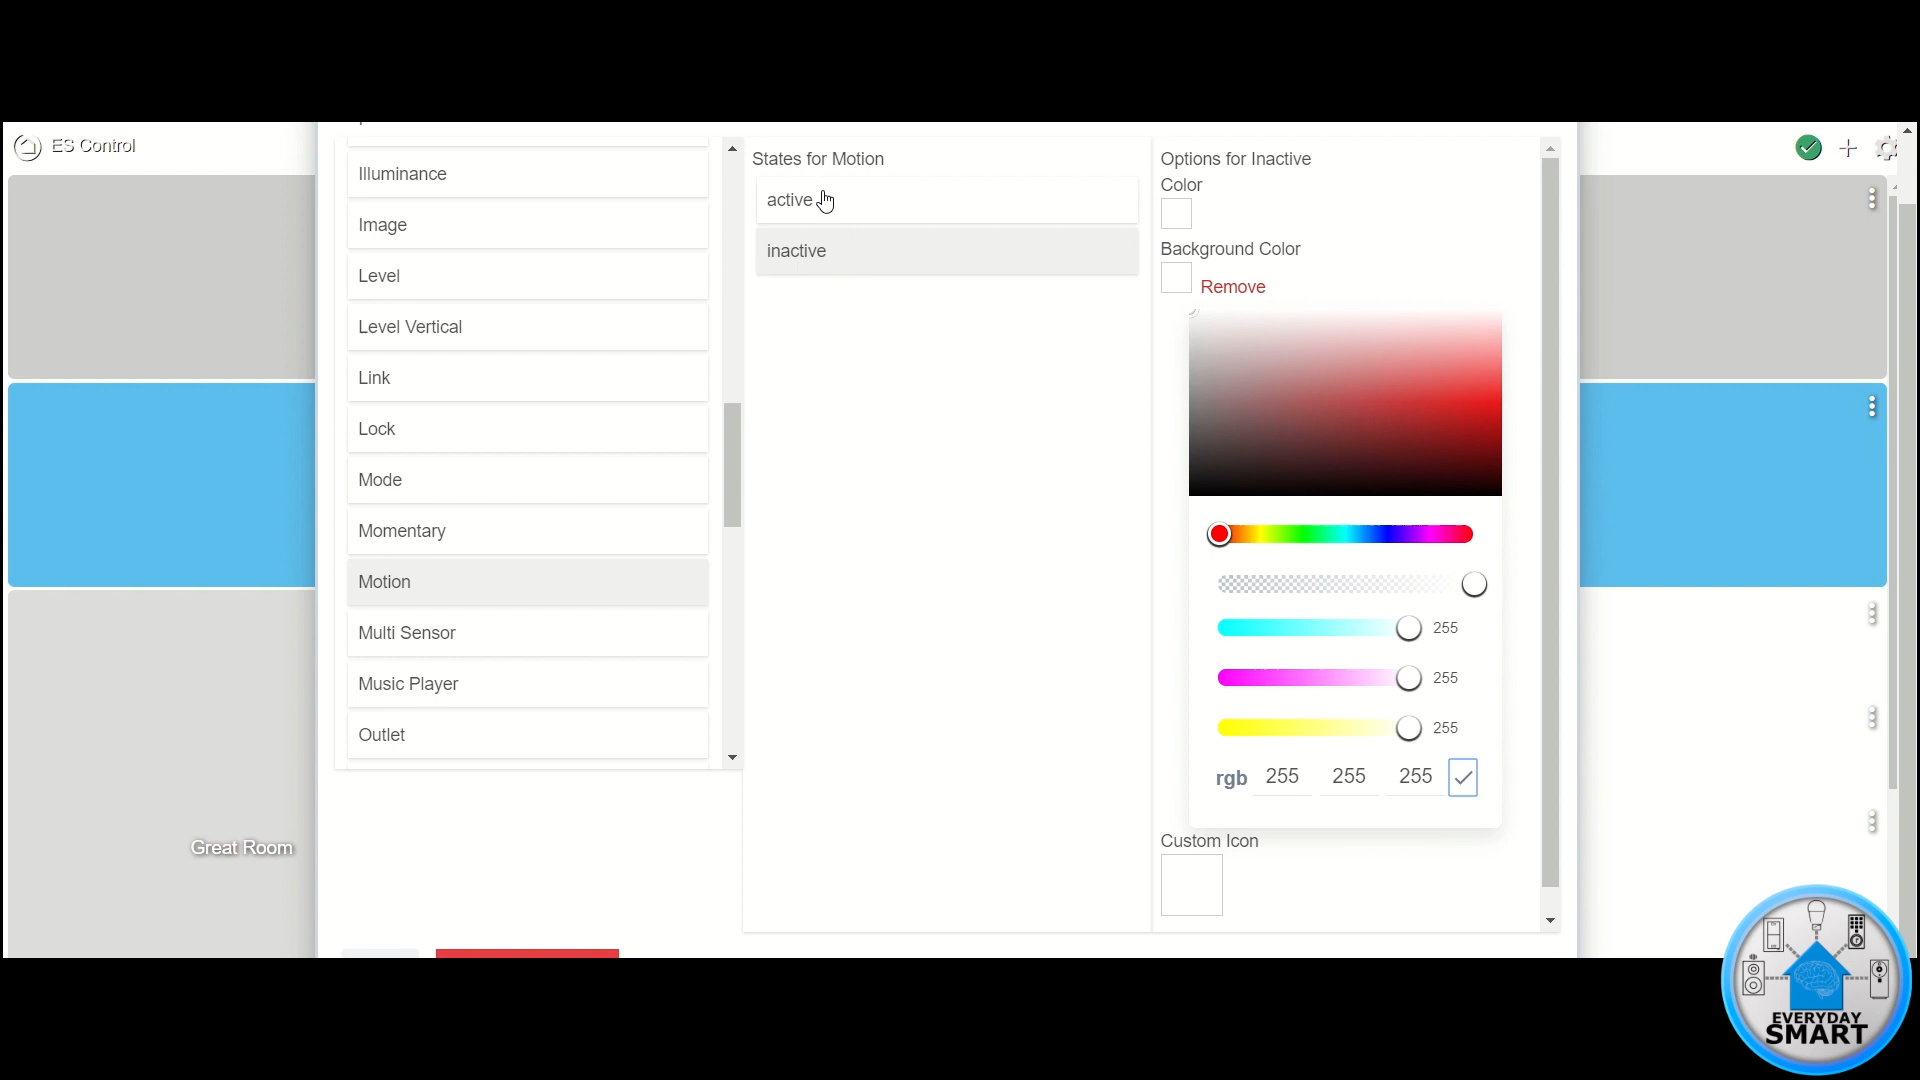 ES Control
Illuminance
Image
Level
Level Vertical
Link
Lock
Mode
Momentary
Motion
Multi Sensor
Music Player
Outlet
States for Motion
active
inactive
Options for Inactive
Color
Background Color
Remove
255
255
255
rgb 255 255 255
Custom Icon
Great Room
EVERYDAY
SMART